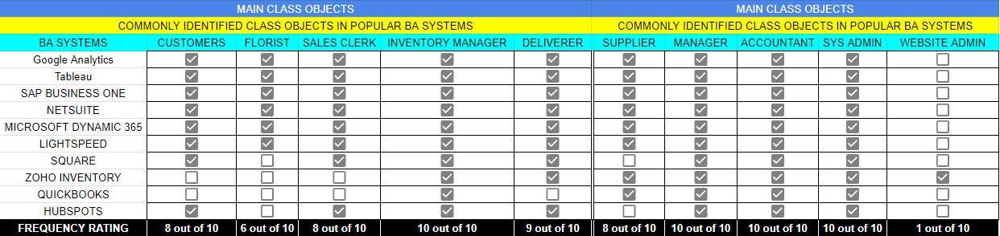 MAIN CLASS OBJECTS MAIN CLASS OBJECTS
COMMONLY IDENTIFIED CLASS OBJECTS IN POPULAR BA SYSTEMS COMMONLY IDENTIFIED CLASS OBJECTS IN POPULAR BA SYSTEMS
BA SYSTEMS CUSTOMERS FLORIST SALES CLERK INVENTORY MANAGER DELIVERER SUPPLIER MANAGER ACCOUNTANT SYS ADMIN WEBSITE ADMIN
Google Analytics
Tableau
SAP BUSINESS ONE
NETSUITE
MICROSOFT DYNAMIC 365
LIGHTSPEED
SQUARE
ZOHO INVENTORY
QUICKBOOKS
HUBSPOTS
FREQUENCY RATING 8 out of 10 6 out of 10 8 out of 10 10 out of 10 9 out of 10 8 out of 10 10 out of 10 10 out of 10 10 out of 10 1 out of 10